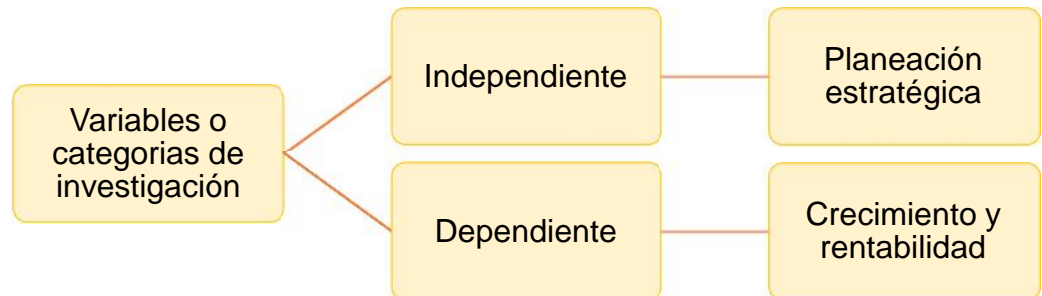 Variables o
categorias de
investigación
Independiente
Planeación
estratégica
Dependiente
Crecimiento y
rentabilidad